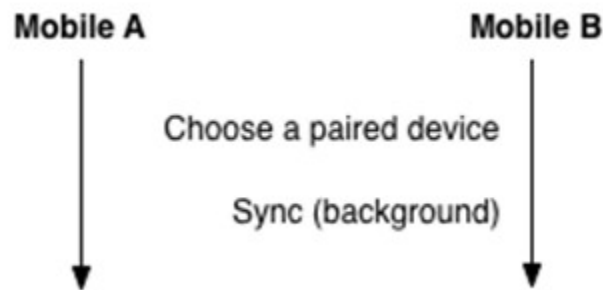 Mobile A
Mobile B
Choose a paired device
Sync (background)